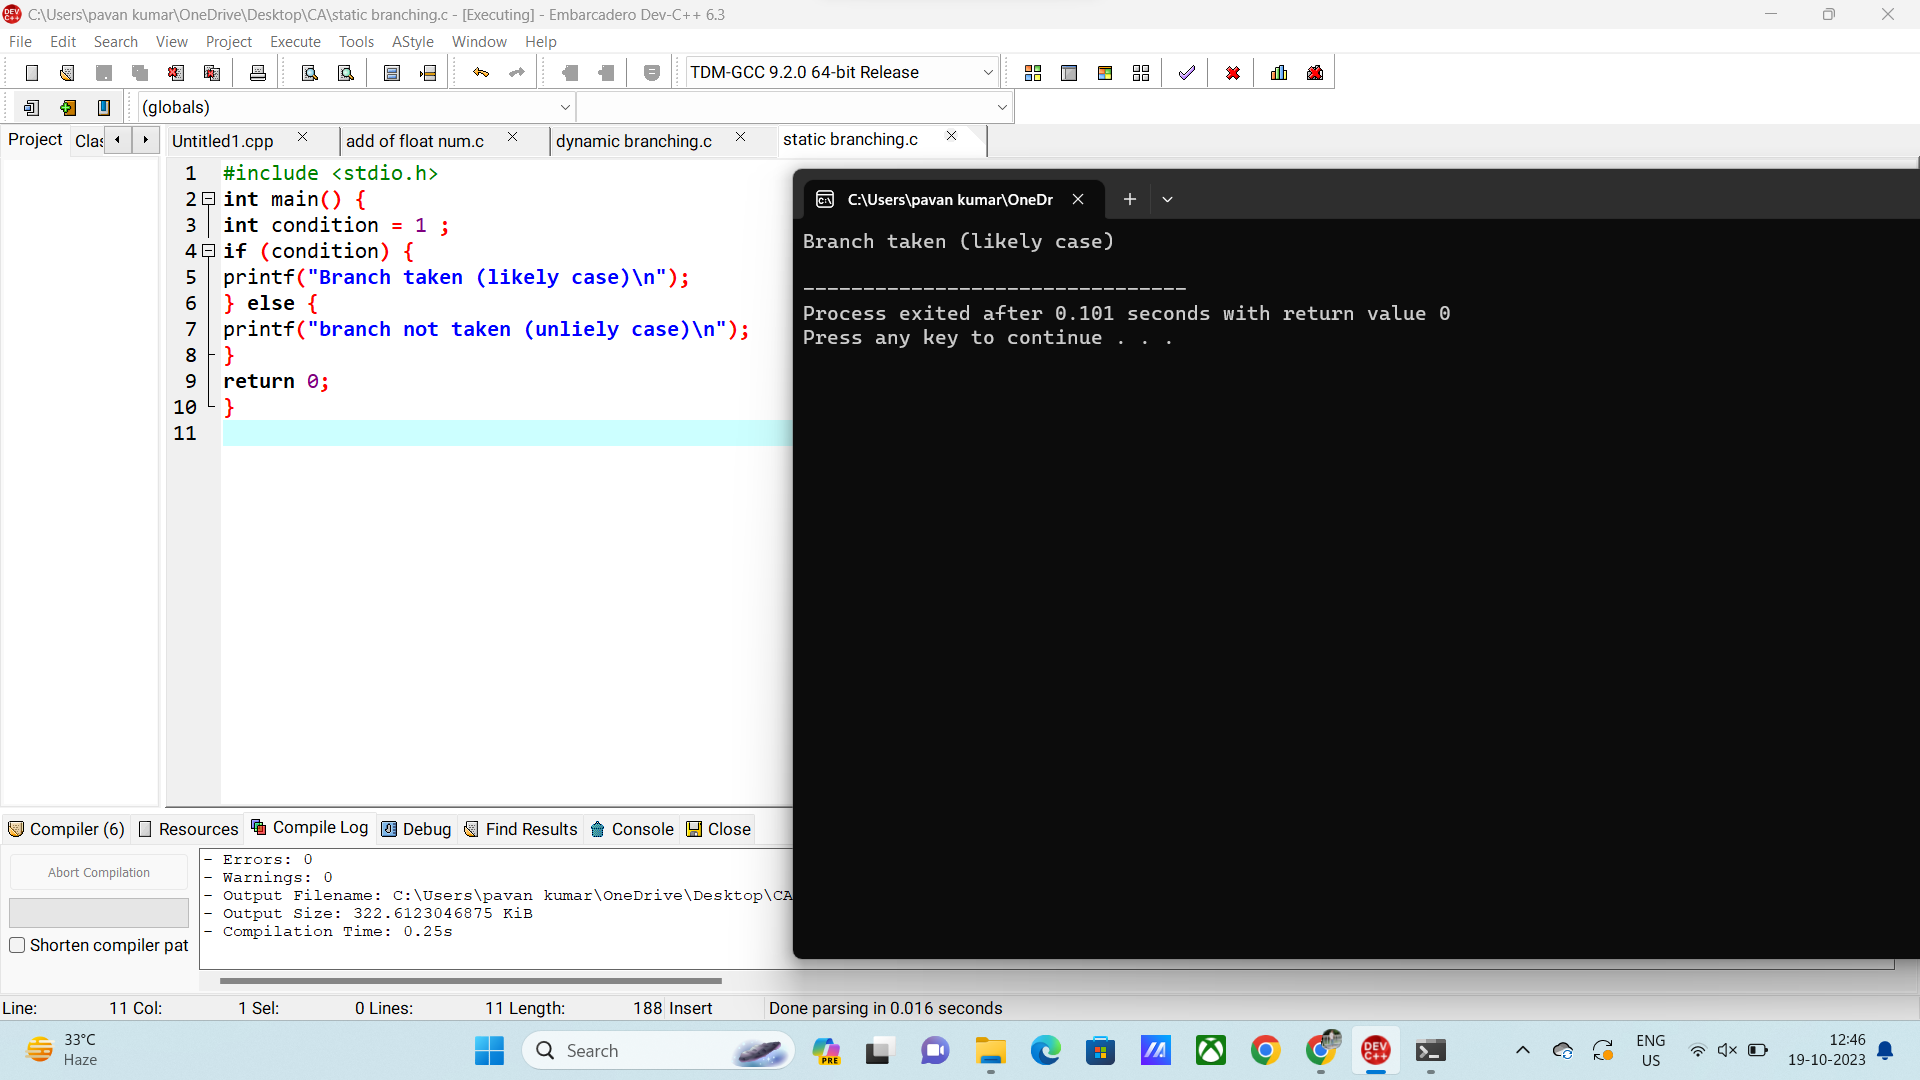 C:\Users\pavan kumar\OneDrive\Desktop\CA\static branching.c - [Executing] - Embarcadero Dev-C++ 6.3
File Edit Search View Project Execute Tools AStyle Window Help
TDM-GCC 9.2.0 64-bit Release
(globals)
Project Clas Untitled1.cpp add of float num.c dynamic branching.c static branching.c
1 #include <stdio.h>
2 int main() {
3 int condition = 1 ;
4 if (condition) {
5 printf("Branch taken (likely case)\n");
6 } else {
7 printf("branch not taken (unliely case)\n");
8 }
9 return 0;
10 }
11
C:\Users\pavan kumar\OneDr
Branch taken (likely case)
--------------------------------
Process exited after 0.101 seconds with return value 0
Press any key to continue . . .
Compiler (6) Resources Compile Log Debug Find Results Console Close
Abort Compilation
Shorten compiler pat
- Errors: 0
- Warnings: 0
- Output Filename: C:\Users\pavan kumar\OneDrive\Desktop\CA
- Output Size: 322.6123046875 KiB
- Compilation Time: 0.25s
Line: 11 Col: 1 Sel: 0 Lines: 11 Length: 188 Insert Done parsing in 0.016 seconds
33°C
Haze
Search
PRE
DEV
C++
ENG
US
12:46
19-10-2023